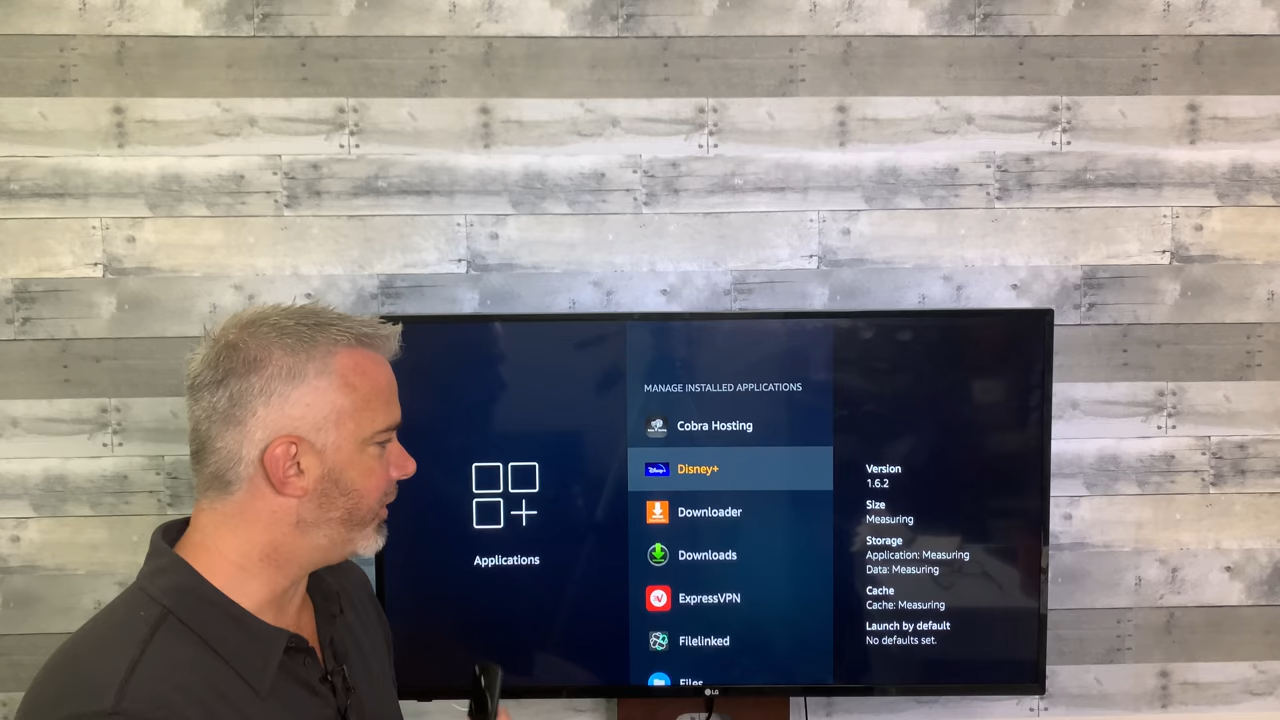 MANAGE INSTALLED APPLICATIONS
Cobra Hosting
Disney+
Disney+
Downloader
Downloads
ExpressVPN
Filelinked
Files
Applications
Version
1.6.2
Size
Measuring
Storage
Application: Measuring
Data: Measuring
Cache
Cache: Measuring
Launch by default
No defaults set.
LG